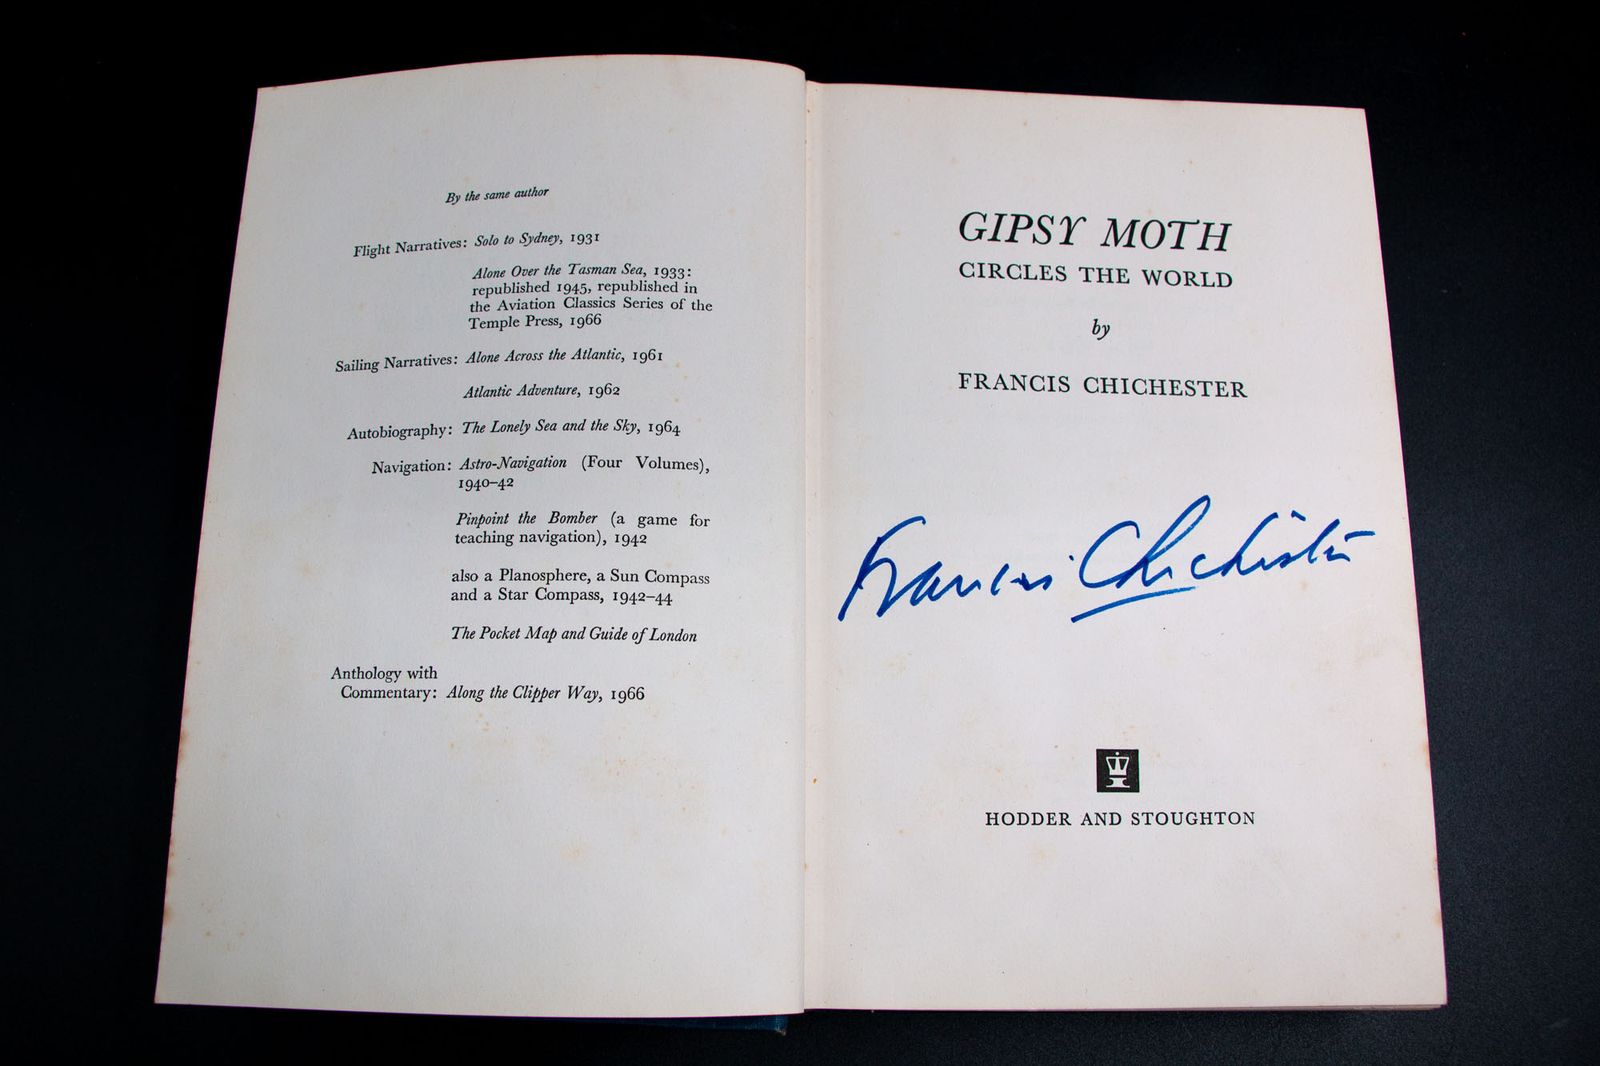 By the same author
Flight Narratives: Solo to Sydney, 1931
Alone Over the Tasman Sea, 1933:
republished 1945, republished in
the Aviation Classics Series of the
Temple Press, 1966
Sailing Narratives: Alone Across the Atlantic, 1961
Atlantic Adventure, 1962
Autobiography: The Lonely Sea and the Sky, 1964
Navigation: Astro-Navigation (Four Volumes),
1940–42
Pinpoint the Bomber (a game for
teaching navigation), 1942
also a Planosphere, a Sun Compass
and a Star Compass, 1942–44
The Pocket Map and Guide of London
Anthology with
Commentary: Along the Clipper Way, 1966
GIPSY MOTH
CIRCLES THE WORLD
by
FRANCIS CHICHESTER
Francis Chichester
HODDER AND STOUGHTON